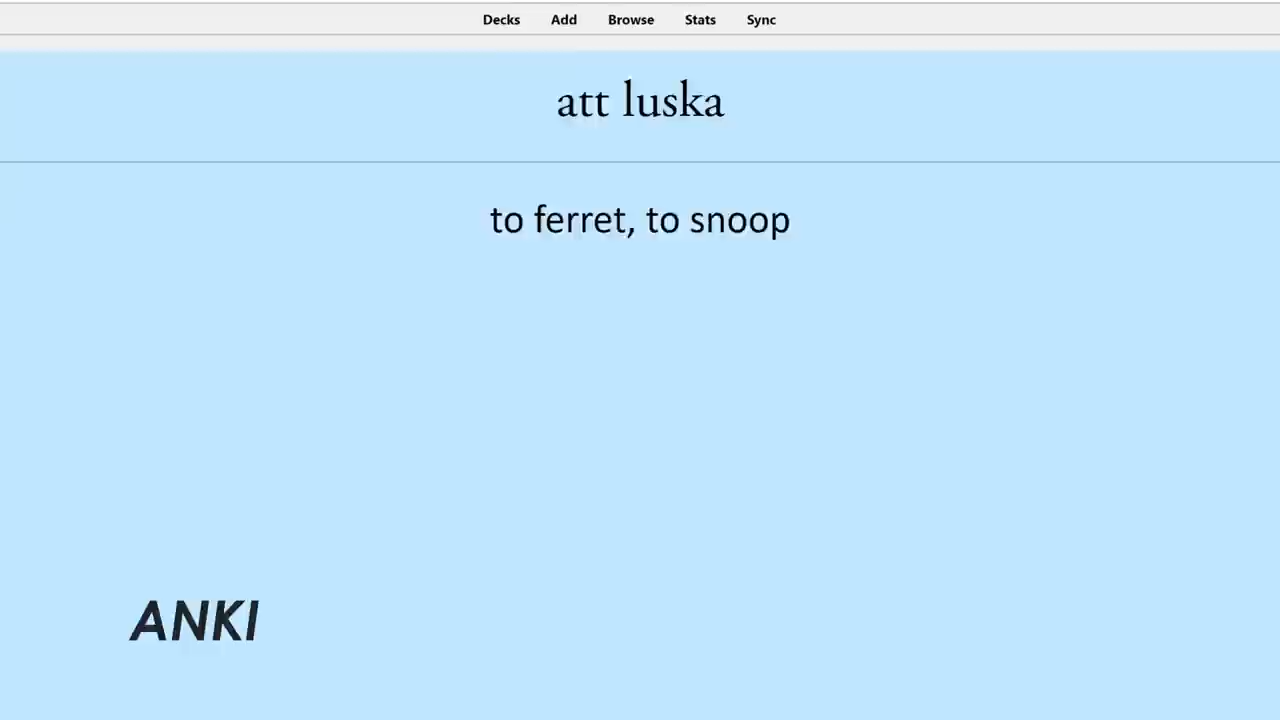 Decks Add Browse Stats Sync
att luska
to ferret, to snoop
ANKI